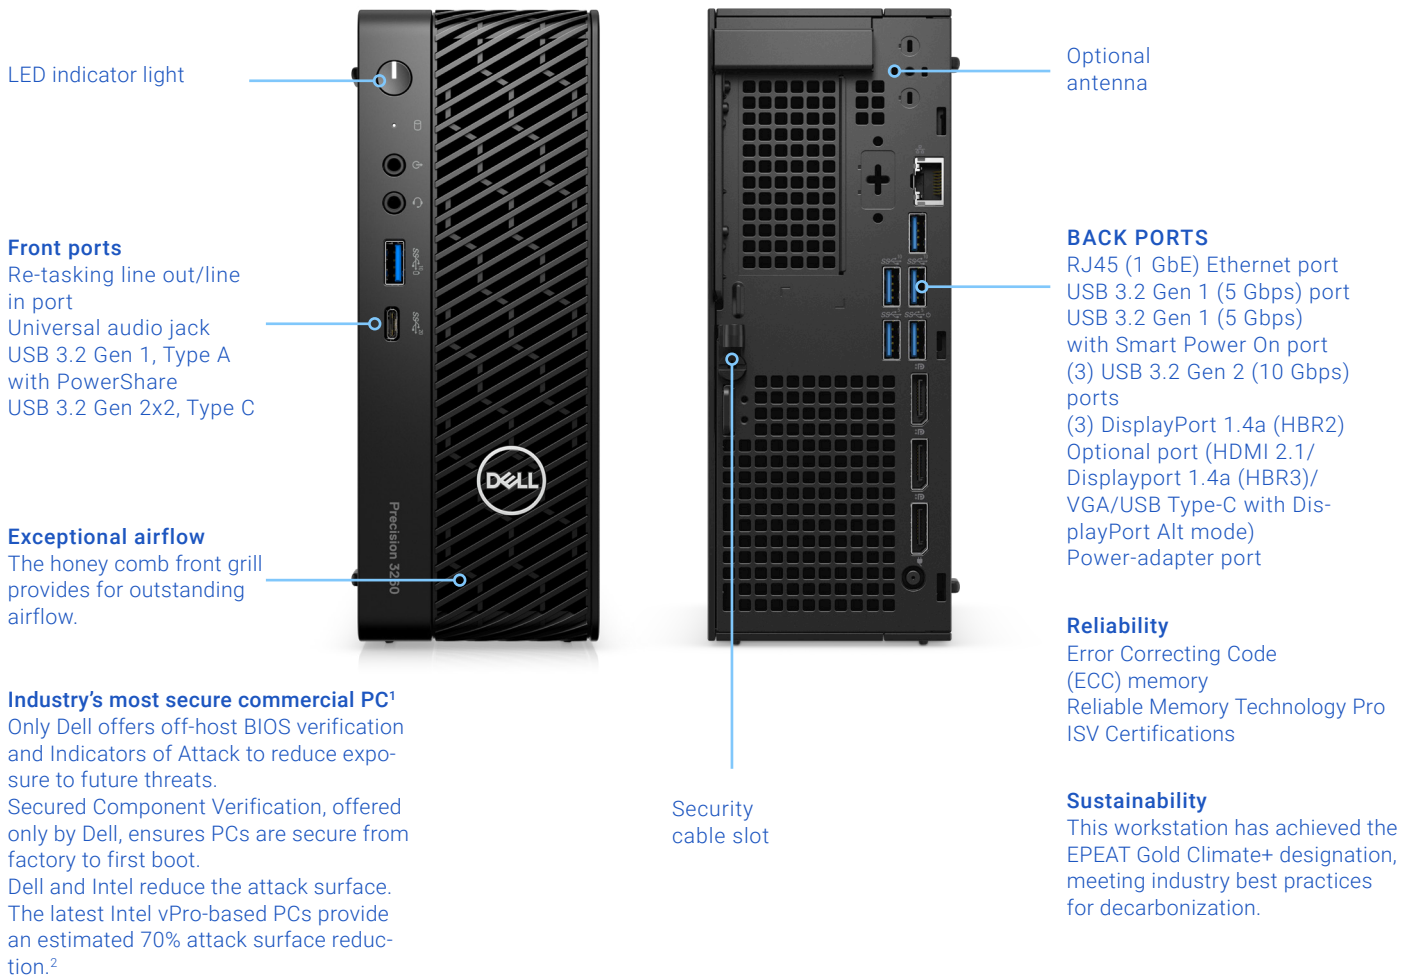 LED indicator light
Front ports
Re-tasking line out/line
in port
Universal audio jack
USB 3.2 Gen 1, Type A
with PowerShare
USB 3.2 Gen 2x2, Type C
Exceptional airflow
The honey comb front grill
provides for outstanding
airflow.
Industry's most secure commercial PC¹
Only Dell offers off-host BIOS verification
and Indicators of Attack to reduce expo-
sure to future threats.
Secured Component Verification, offered
only by Dell, ensures PCs are secure from
factory to first boot.
Dell and Intel reduce the attack surface.
The latest Intel vPro-based PCs provide
an estimated 70% attack surface reduc-
tion.²
DELL
Precision 3260
Security
cable slot
Optional
antenna
BACK PORTS
RJ45 (1 GbE) Ethernet port
USB 3.2 Gen 1 (5 Gbps) port
USB 3.2 Gen 1 (5 Gbps)
with Smart Power On port
(3) USB 3.2 Gen 2 (10 Gbps)
ports
(3) DisplayPort 1.4a (HBR2)
Optional port (HDMI 2.1/
Displayport 1.4a (HBR3)/
VGA/USB Type-C with Dis-
playPort Alt mode)
Power-adapter port
Reliability
Error Correcting Code
(ECC) memory
Reliable Memory Technology Pro
ISV Certifications
Sustainability
This workstation has achieved the
EPEAT Gold Climate+ designation,
meeting industry best practices
for decarbonization.